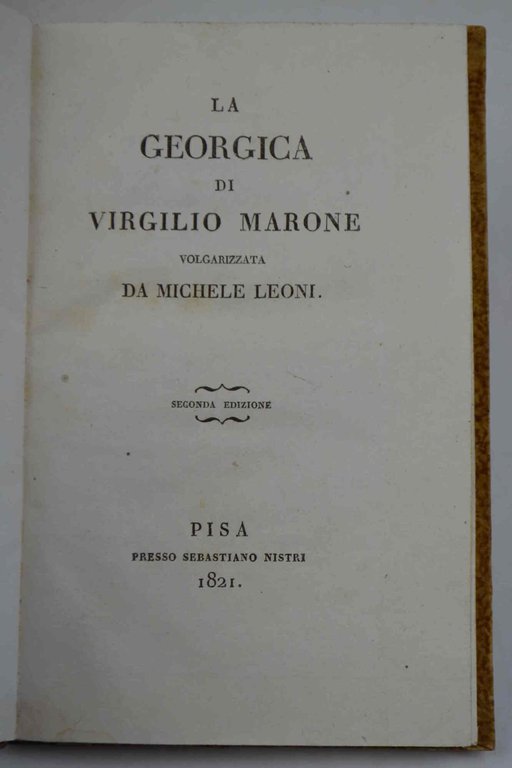 LA
GEORGICA
DI
VIRGILIO MARONE
VOLGARIZZATA
DA MICHELE LEONI.
SECONDA EDIZIONE
PISA
PRESSO SEBASTIANO NISTRI
1821.